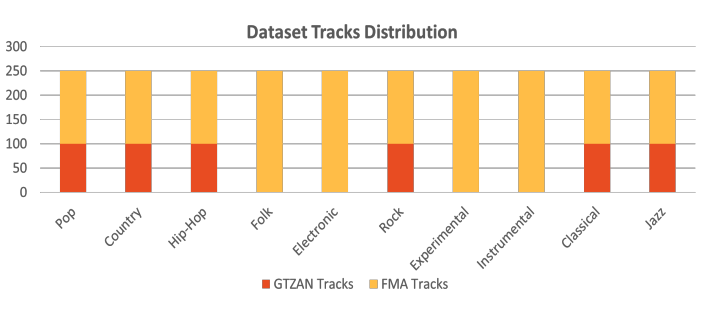 Dataset Tracks Distribution
300
250
200
150
100
50
0
Pop
Country
Hip-Hop
Folk
Electronic
Rock
Experimental
Instrumental
Classical
Jazz
GTZAN Tracks
FMA Tracks